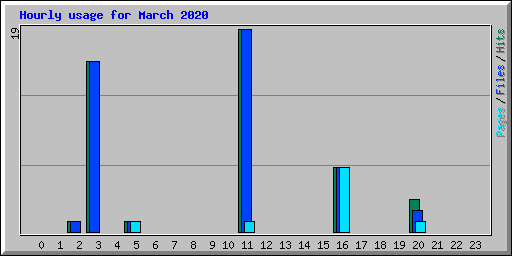 Hourly usage for March 2020
19
Pages/Files/Hits
0 1 2 3 4 5 6 7 8 9 10 11 12 13 14 15 16 17 18 19 20 21 22 23